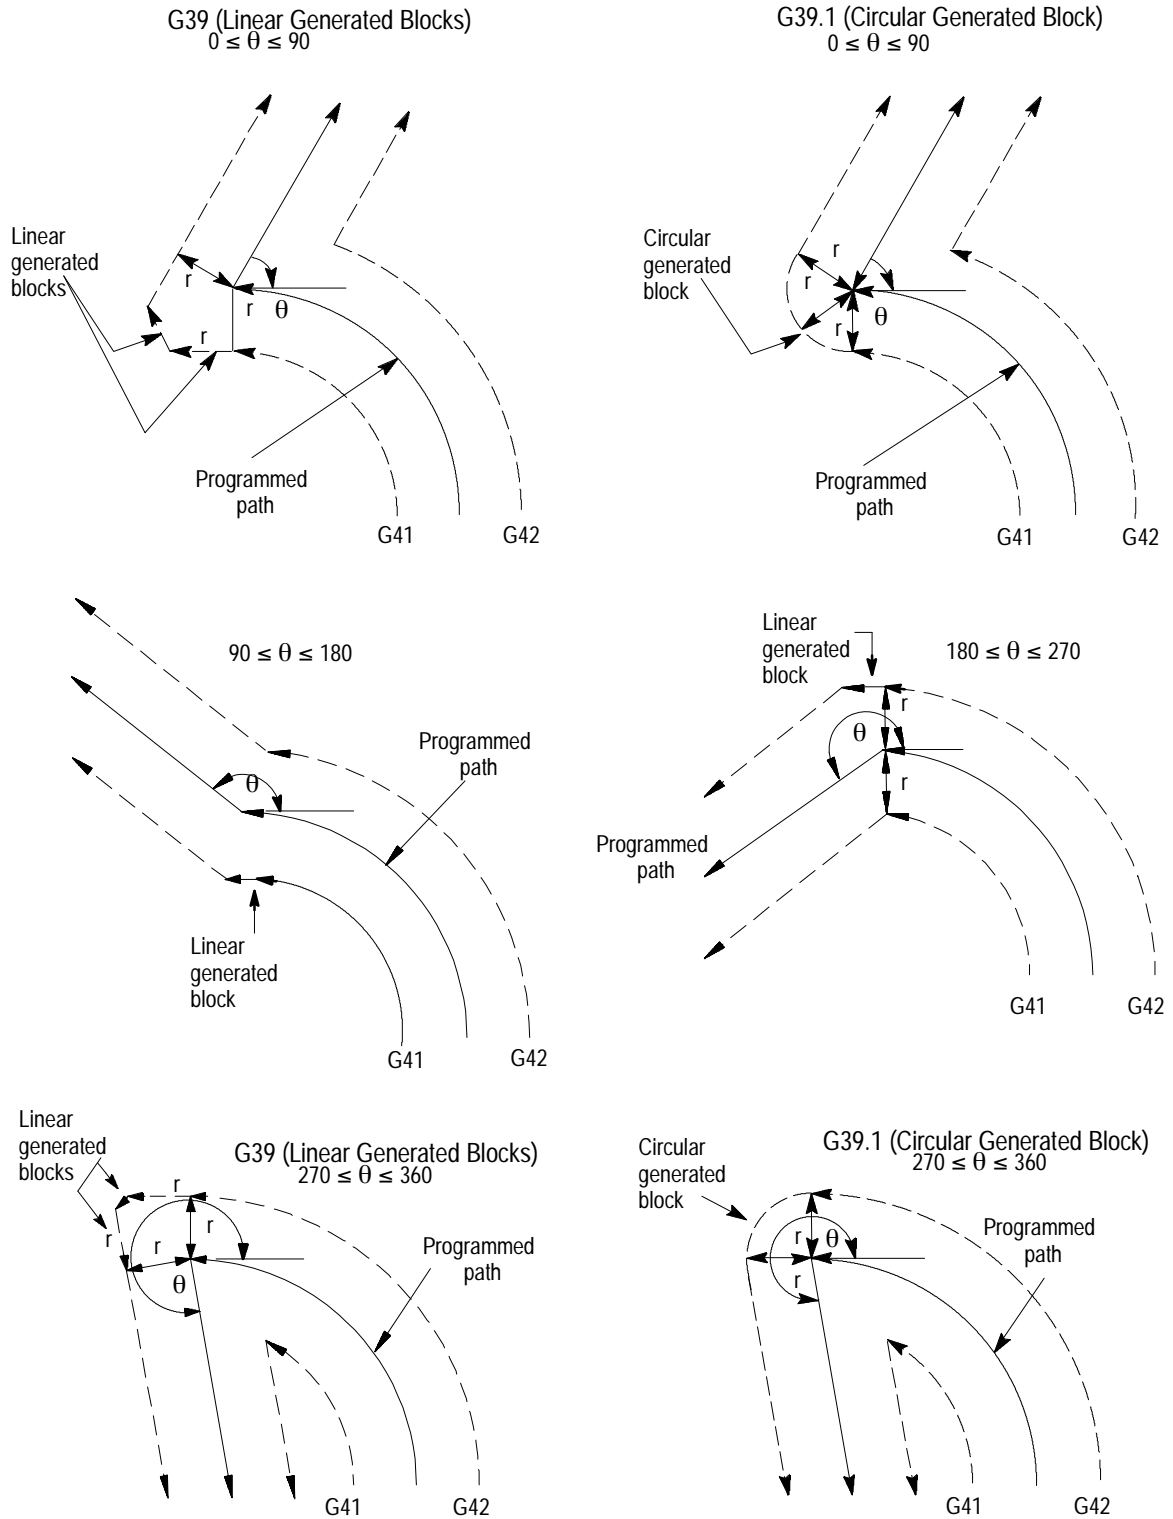 G39 (Linear Generated Blocks)
0 ≤ θ ≤ 90
Linear
generated
blocks
r
r
r
θ
Programmed
path
G41
G42
G39.1 (Circular Generated Block)
0 ≤ θ ≤ 90
Circular
generated
block
r
r
r
θ
Programmed
path
G41
G42
90 ≤ θ ≤ 180
θ
Programmed
path
Linear
generated
block
G41
G42
Linear
generated
block
180 ≤ θ ≤ 270
r
θ
r
Programmed
path
G41
G42
Linear
generated
blocks
G39 (Linear Generated Blocks)
270 ≤ θ ≤ 360
r
r
r
r
θ
Programmed
path
G41
G42
G39.1 (Circular Generated Block)
270 ≤ θ ≤ 360
Circular
generated
block
r
θ
r
Programmed
path
G41
G42